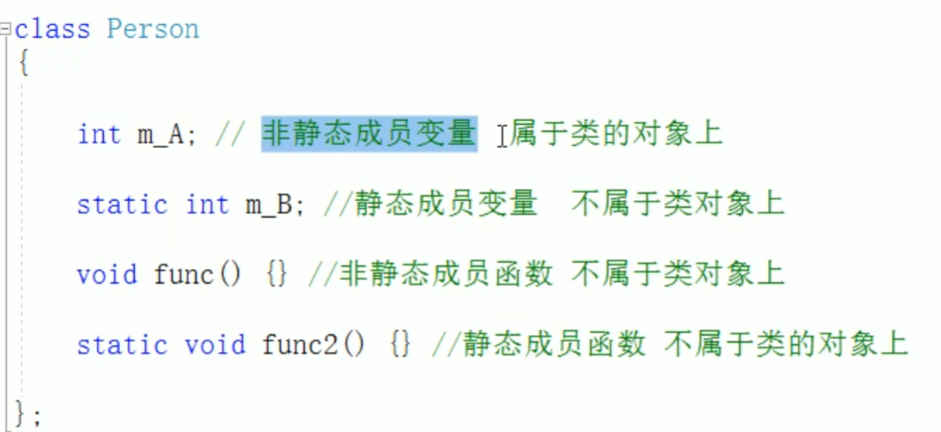 class Person
{
int m_A; // 非静态成员变量 属于类的对象上
static int m_B; //静态成员变量 不属于类对象上
void func() {} //非静态成员函数 不属于类对象上
static void func2() {} //静态成员函数 不属于类的对象上
};